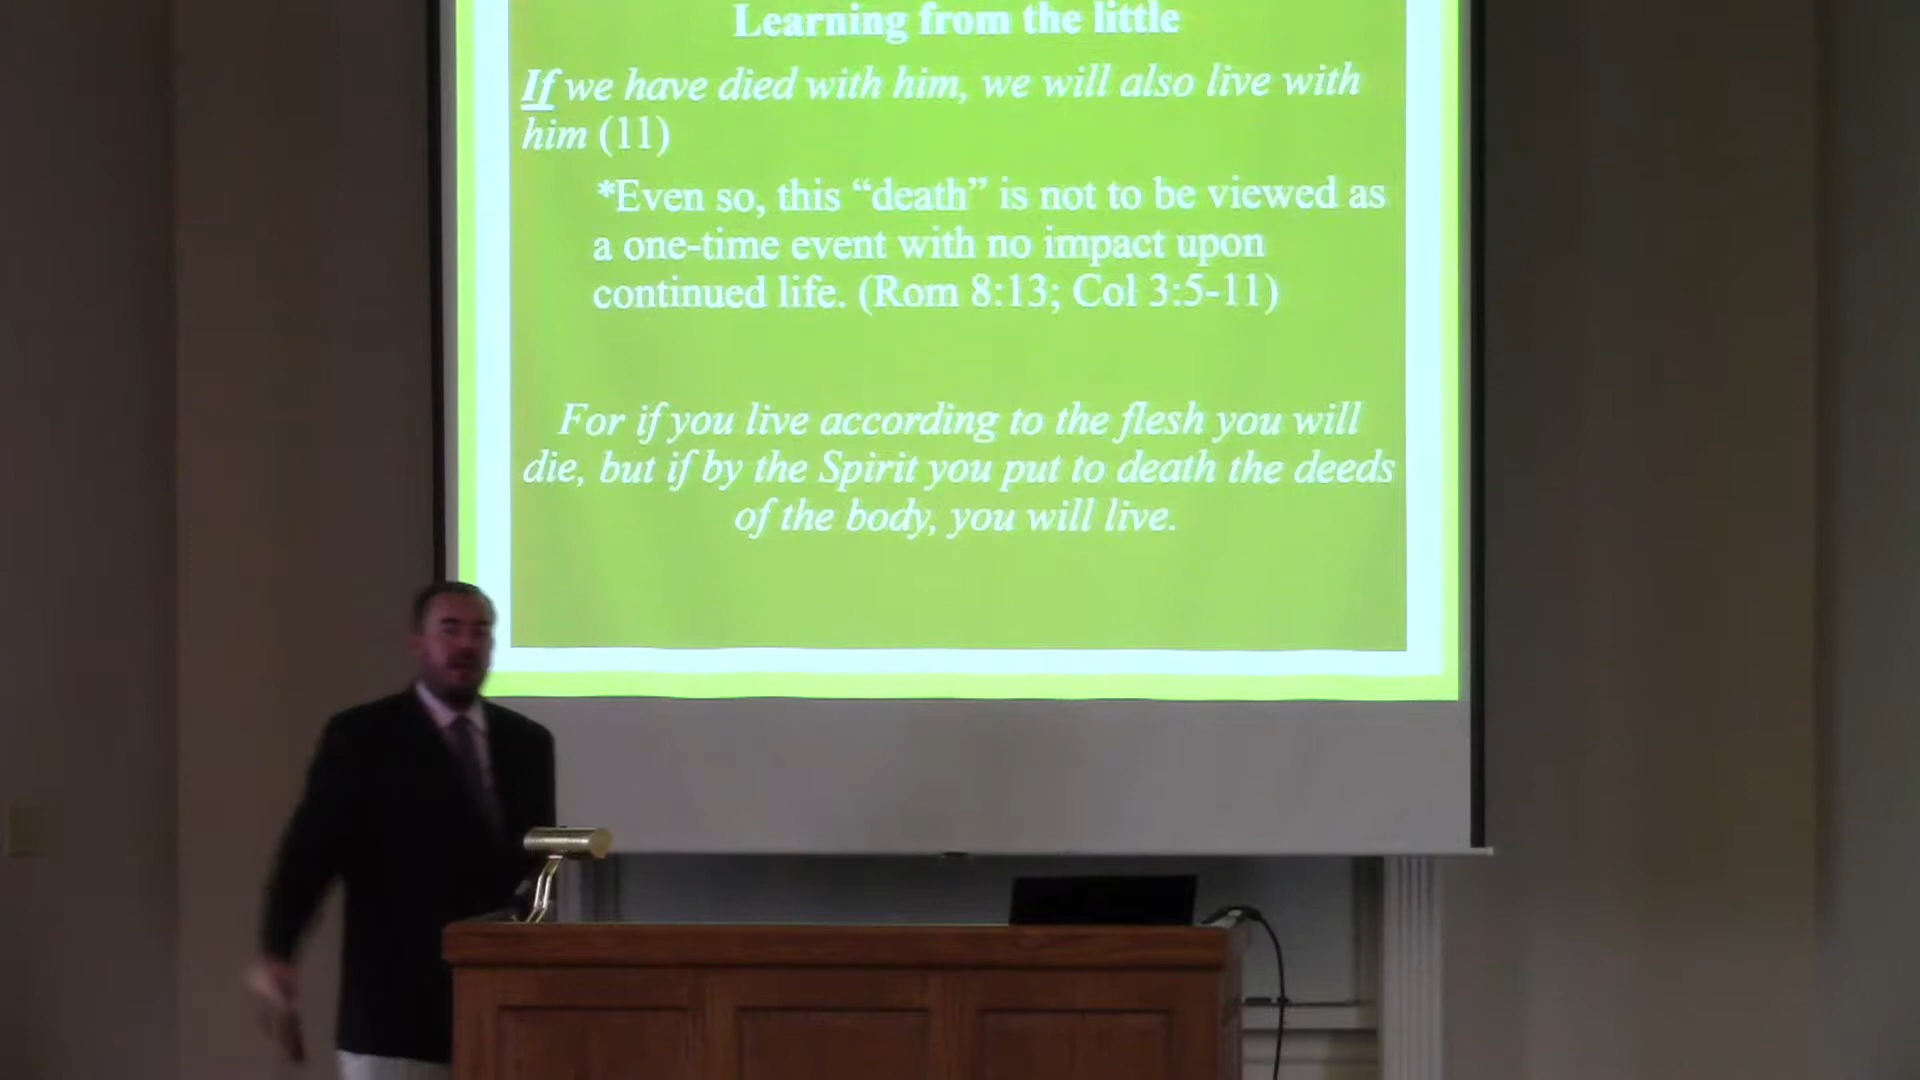 Learning from the little
If we have died with him, we will also live with
him (11)
*Even so, this “death” is not to be viewed as
a one-time event with no impact upon
continued life. (Rom 8:13; Col 3:5-11)
For if you live according to the flesh you will
die, but if by the Spirit you put to death the deeds
of the body, you will live.